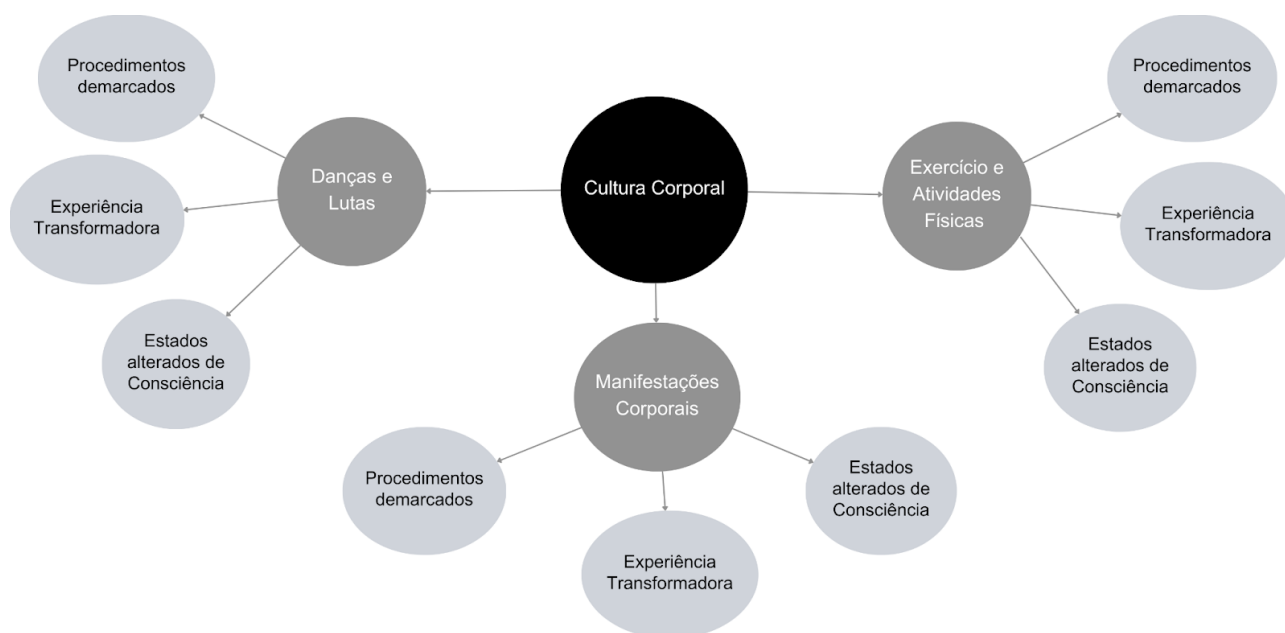 Procedimentos
demarcados
Experiência
Transformadora
Estados
alterados de
Consciência
Danças e
Lutas
Cultura Corporal
Exercício e
Atividades
Físicas
Procedimentos
demarcados
Experiência
Transformadora
Estados
alterados de
Consciência
Manifestações
Corporais
Procedimentos
demarcados
Experiência
Transformadora
Estados
alterados de
Consciência